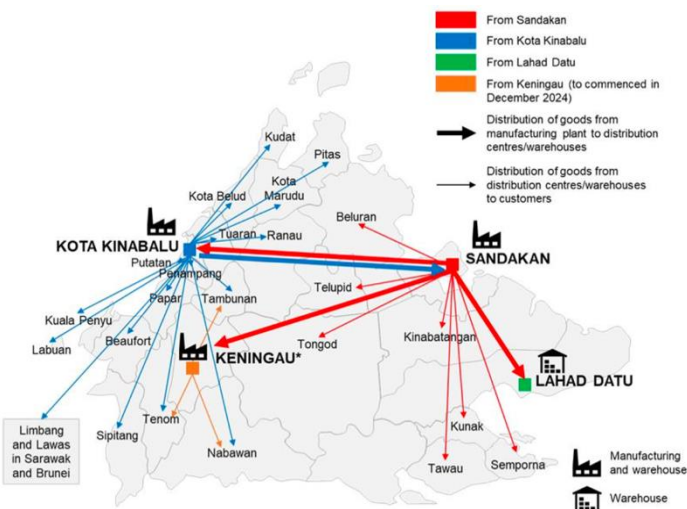 From Sandakan
From Kota Kinabalu
From Lahad Datu
From Keningau (to commenced in
December 2024)
Distribution of goods from
manufacturing plant to distribution
centres/warehouses
Distribution of goods from
distribution centres/warehouses
to customers
Kudat
Pitas
Kota
Marudu
Kota Belud
Beluran
Tuaran
Ranau
KOTA KINABALU
SANDAKAN
Putatan
Penampang
Papar
Tambunan
Telupid
Kuala Penyu
Labuan
Beaufort
Tongod
Kinabatangan
KENINGAU*
LAHAD DATU
Limbang
and Lawas
in Sarawak
and Brunei
Sipitang
Tenom
Nabawan
Kunak
Tawau
Semporna
Manufacturing
and warehouse
Warehouse